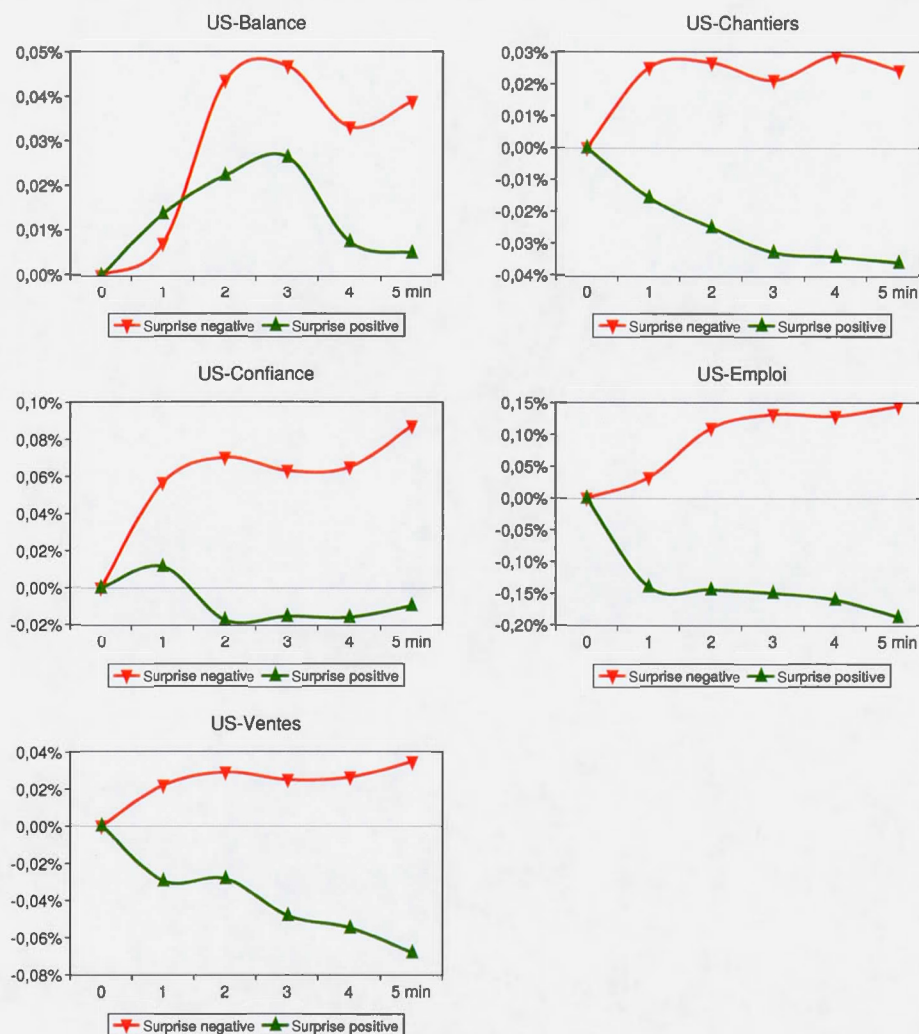 US-Balance
0,05%
0,04%
0,03%
0,02%
0,01%
0,00%
0 1 2 3 4 5 min
Surprise negative Surprise positive
US-Chantiers
0,03%
0,02%
0,01%
0,00%
-0,01%
-0,02%
-0,03%
-0,04%
0 1 2 3 4 5 min
Surprise negative Surprise positive
US-Confiance
0,10%
0,08%
0,06%
0,04%
0,02%
0,00%
-0,02%
0 1 2 3 4 5 min
Surprise negative Surprise positive
US-Emploi
0,15%
0,10%
0,05%
0,00%
-0,05%
-0,10%
-0,15%
-0,20%
0 1 2 3 4 5 min
Surprise negative Surprise positive
US-Ventes
0,04%
0,02%
0,00%
-0,02%
-0,04%
-0,06%
-0,08%
0 1 2 3 4 5 min
Surprise negative Surprise positive